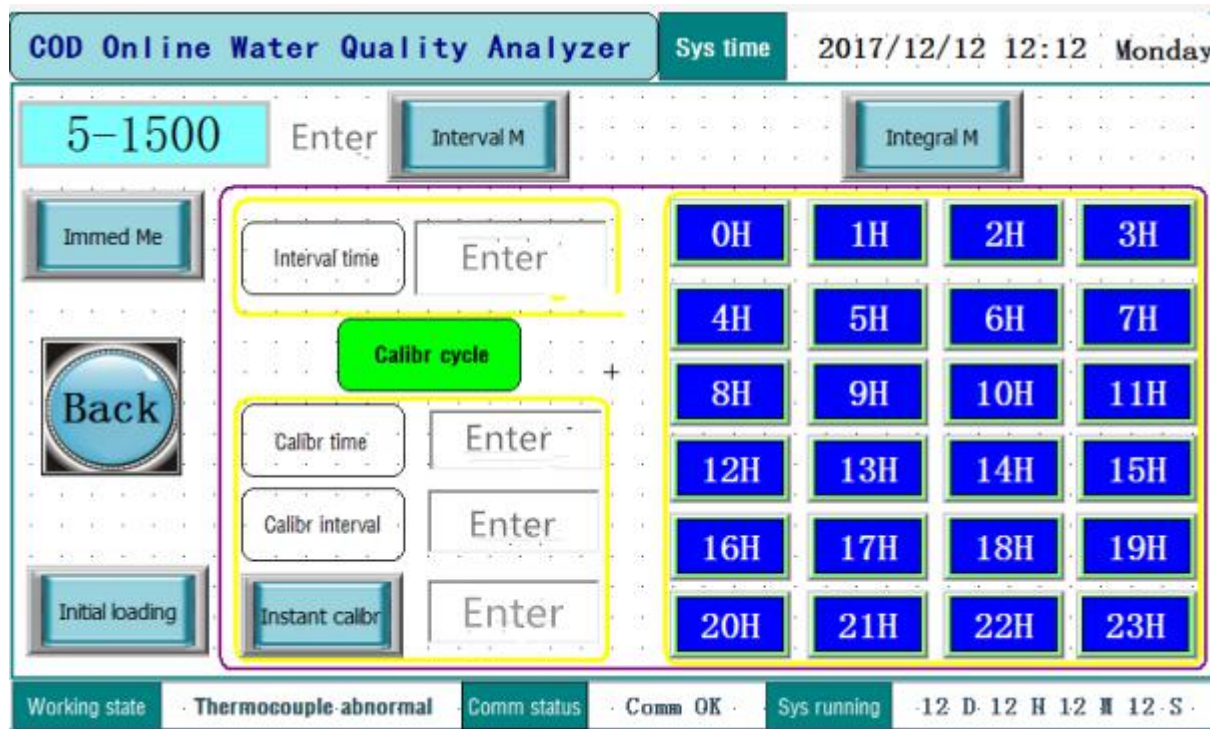 COD Online Water Quality Analyzer Sys time 2017/12/12 12:12 Monday
5-1500 Enter Interval M Integral M
Immed Me
Interval time Enter
Calibr cycle
Back
Calibr time Enter
Calibr interval Enter
Initial loading
Instant calibr Enter
0H 1H 2H 3H
4H 5H 6H 7H
8H 9H 10H 11H
12H 13H 14H 15H
16H 17H 18H 19H
20H 21H 22H 23H
Working state Thermocouple abnormal Comm status Comm OK Sys running 12 D 12 H 12 M 12 S